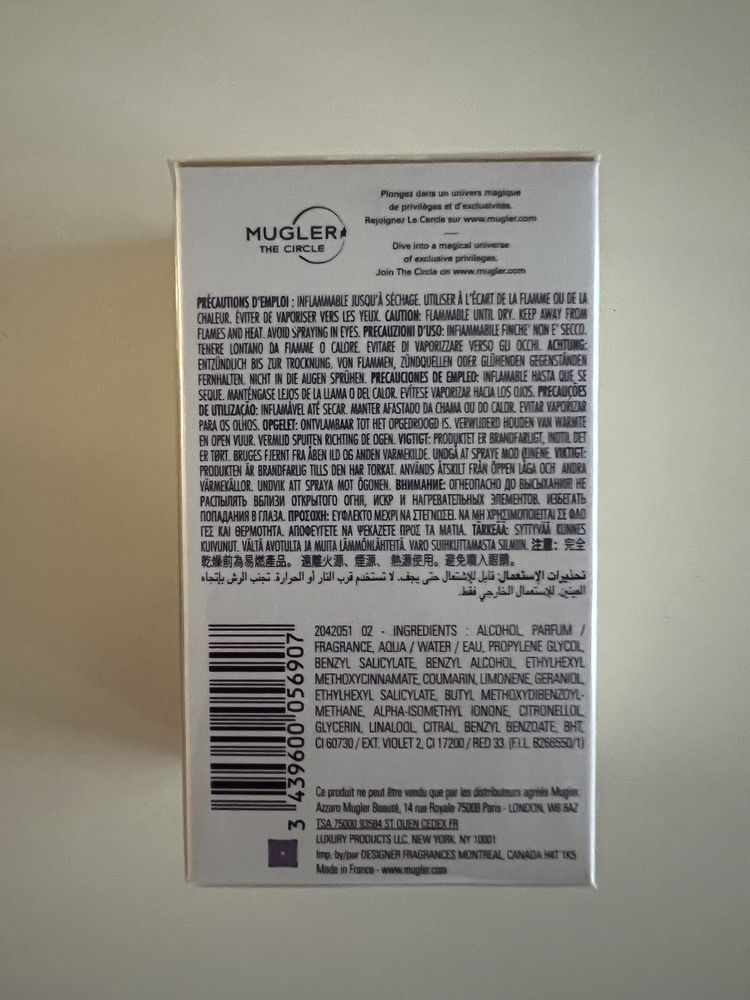 MUGLER
THE CIRCLE
Plongez dans un univers magique
de privilèges et d'exclusivités.
Rejoignez Le Cercle sur www.mugler.com
Dive into a magical universe
of exclusive privileges.
Join The Circle on www.mugler.com
PRÉCAUTIONS D'EMPLOI : INFLAMMABLE JUSQU'À SÉCHAGE. UTILISER À L'ÉCART DE LA FLAMME OU DE LA
CHALEUR. ÉVITER DE VAPORISER VERS LES YEUX. CAUTION: FLAMMABLE UNTIL DRY. KEEP AWAY FROM
FLAMES AND HEAT. AVOID SPRAYING IN EYES. PRECAUZIONI D'USO: INFIAMMABILE FINCHE' NON E' SECCO.
TENERE LONTANO DA FIAMME O CALORE. EVITARE DI VAPORIZZARE VERSO GLI OCCHI. ACHTUNG:
ENTZÜNDLICH BIS ZUR TROCKNUNG. VON FLAMMEN, ZÜNDQUELLEN ODER GLÜHENDEN GEGENSTÄNDEN
FERNHALTEN. NICHT IN DIE AUGEN SPRÜHEN. PRECAUCIONES DE EMPLEO: INFLAMABLE HASTA QUE SE
SEQUE. MANTÉNGASE LEJOS DE LA LLAMA O DEL CALOR. EVÍTESE VAPORIZAR HACIA LOS OJOS. PRECAUÇÕES
DE UTILIZAÇÃO: INFLAMÁVEL ATÉ SECAR. MANTER AFASTADO DA CHAMA OU DO CALOR. EVITAR VAPORIZAR
PARA OS OLHOS. OPGELET: ONTVLAMBAAR TOT HET OPGEDROOGD IS. VERWIJDERD HOUDEN VAN WARMTE
EN OPEN VUUR. VERMIJD SPUITEN RICHTING DE OGEN. VIGTIGT: PRODUKTET ER BRANDFARLIGT, INDTIL DET
ER TØRT. BRUGES FJERNT FRA ÅBEN ILD OG ANDEN VARMEKILDE. UNDGÅ AT SPRAYE MOD ØJNENE. VIKTIGT:
PRODUKTEN ÄR BRANDFARLIG TILLS DEN HAR TORKAT. ANVÄNDS ÅTSKILT FRÅN ÖPPEN LÅGA OCH ANDRA
VÄRMEKÄLLOR. UNDVIK ATT SPRAYA MOT ÖGONEN. ВНИМАНИЕ: ОГНЕОПАСНО ДО ВЫСЫХАНИЯ! НЕ
РАСПЫЛЯТЬ ВБЛИЗИ ОТКРЫТОГО ОГНЯ, ИСКР И НАГРЕВАТЕЛЬНЫХ ЭЛЕМЕНТОВ. ИЗБЕГАТЬ
ПОПАДАНИЯ В ГЛАЗА. ΠΡΟΣΟΧΗ: ΕΥΦΛΕΚΤΟ ΜΕΧΡΙ ΝΑ ΣΤΕΓΝΩΣΕΙ. ΝΑ ΜΗ ΧΡΗΣΙΜΟΠΟΙΕΙΤΑΙ ΣΕ ΦΛΟ
ΓΕΣ ΚΑΙ ΘΕΡΜΟΤΗΤΑ. ΑΠΟΦΕΥΓΕΤΕ ΝΑ ΨΕΚΑΖΕΤΕ ΠΡΟΣ ΤΑ ΜΑΤΙΑ. TÄRKEÄÄ: SYTTYVÄÄ KUNNES
KUIVUNUT. VÄLTÄ AVOTULTA JA MUITA LÄMMÖNLÄHTEITÄ. VARO SUIHKUTTAMASTA SILMIIN. 注意：完全
乾燥前為易燃產品。遠離火源、煙源、熱源使用。避免噴入眼睛。
تحذيرات الإستعمال: قابل للإشتعال حتى يجف. لا تستخدم قرب النار أو الحرارة. تجنب الرش بإتجاه
العينين. للإستعمال الخارجي فقط.
2042051 02 - INGREDIENTS : ALCOHOL, PARFUM /
FRAGRANCE, AQUA / WATER / EAU, PROPYLENE GLYCOL,
BENZYL SALICYLATE, BENZYL ALCOHOL, ETHYLHEXYL
METHOXYCINNAMATE, COUMARIN, LIMONENE, GERANIOL,
ETHYLHEXYL SALICYLATE, BUTYL METHOXYDIBENZOYL-
METHANE, ALPHA-ISOMETHYL IONONE, CITRONELLOL,
GLYCERIN, LINALOOL, CITRAL, BENZYL BENZOATE, BHT,
CI 60730 / EXT. VIOLET 2, CI 17200 / RED 33. (F.I.L. B266550/1)
3 439600 056907
Ce produit ne peut être vendu que par les distributeurs agréés Mugler.
Azzaro Mugler Beauté, 14 rue Royale 75008 Paris - LONDON, W6 8AZ
TSA 75000 93584 ST OUEN CEDEX FR
LUXURY PRODUCTS LLC. NEW YORK. NY 10001
Imp. by/par DESIGNER FRAGRANCES MONTREAL, CANADA H4T 1K5
Made in France - www.mugler.com